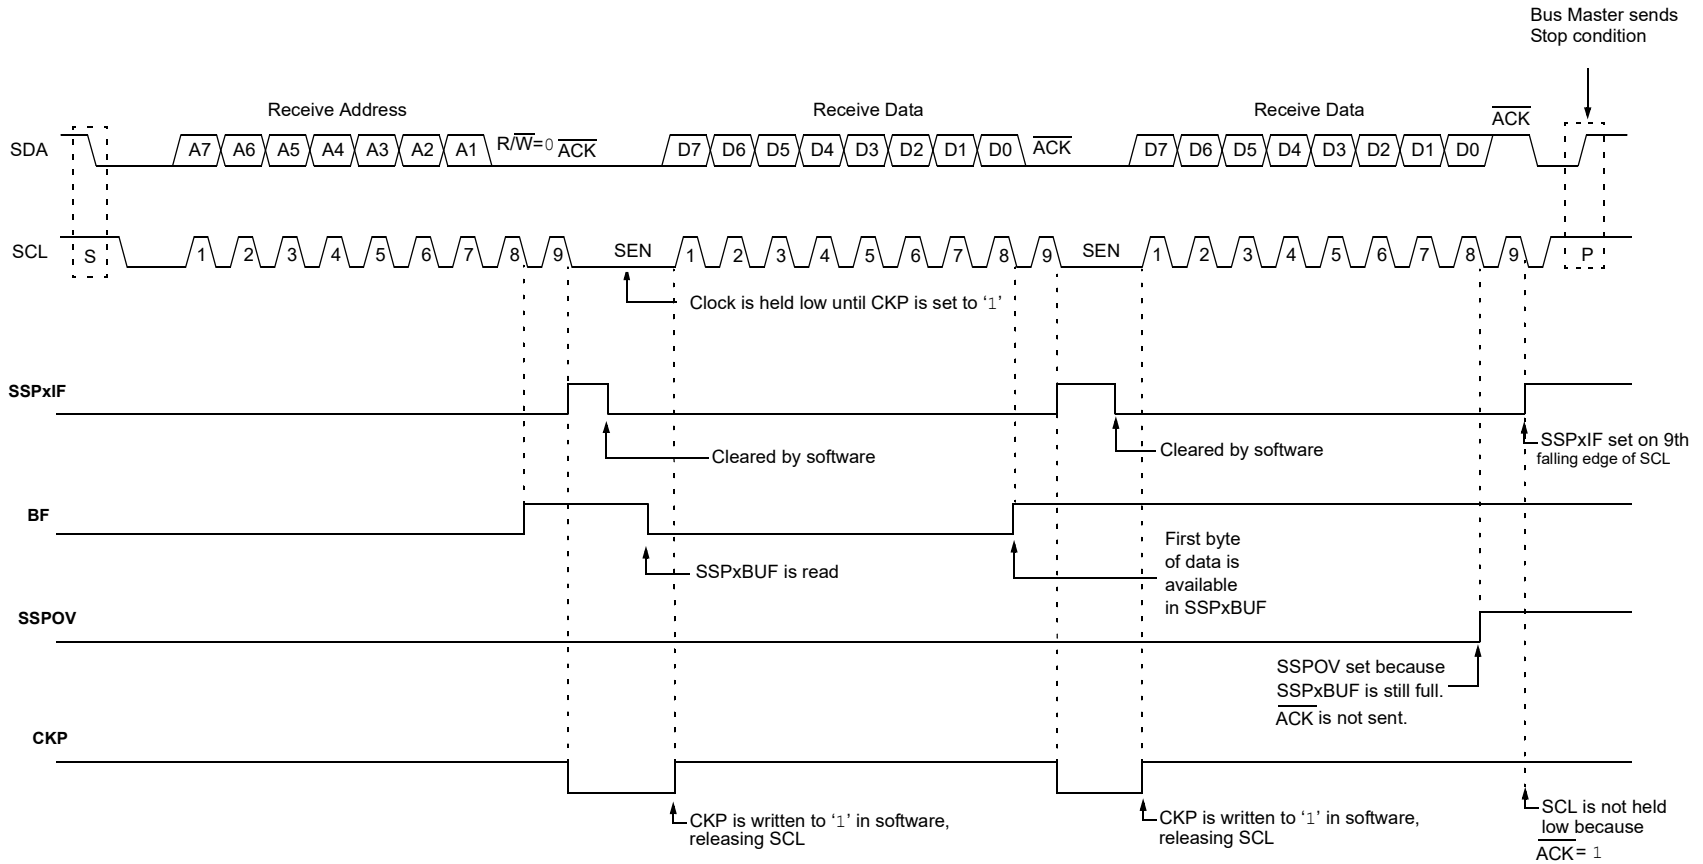 Bus Master sends
Stop condition
Receive Address
Receive Data
Receive Data
ACK
SDA
A7 A6 A5 A4 A3 A2 A1 R/W=0 ACK D7 D6 D5 D4 D3 D2 D1 D0 ACK D7 D6 D5 D4 D3 D2 D1 D0
SCL
S 1 2 3 4 5 6 7 8 9 SEN 1 2 3 4 5 6 7 8 9 SEN 1 2 3 4 5 6 7 8 9 P
Clock is held low until CKP is set to ‘1’
SSPxIF
Cleared by software
Cleared by software
SSPxIF set on 9th
falling edge of SCL
BF
SSPxBUF is read
First byte
of data is
available
in SSPxBUF
SSPOV
SSPOV set because
SSPxBUF is still full.
ACK is not sent.
CKP
CKP is written to ‘1’ in software,
releasing SCL
CKP is written to ‘1’ in software,
releasing SCL
SCL is not held
low because
ACK= 1